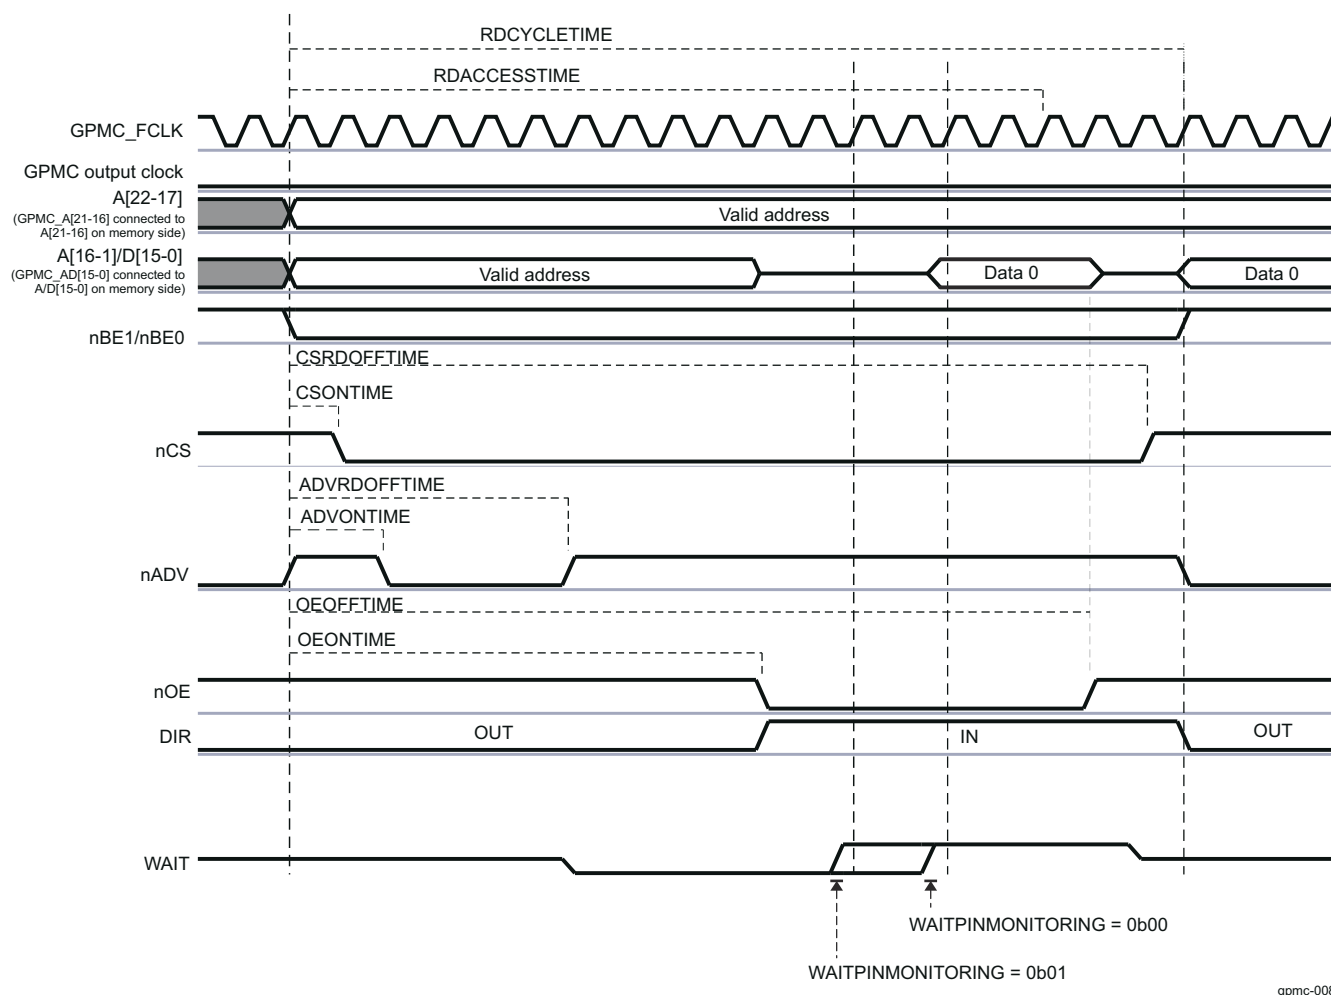 RDCYCLETIME
RDACCESSTIME
GPMC_FCLK
GPMC output clock
A[22-17]
(GPMC_A[21-16] connected to
A[21-16] on memory side)
Valid address
A[16-1]/D[15-0]
(GPMC_AD[15-0] connected to
A/D[15-0] on memory side)
Valid address
Data 0
Data 0
nBE1/nBE0
CSRDOFFTIME
CSONTIME
nCS
ADVRDOFFTIME
ADVONTIME
nADV
OEOFFTIME
OEONTIME
nOE
DIR
OUT
IN
OUT
WAIT
WAITPINMONITORING = 0b00
WAITPINMONITORING = 0b01
gpmc-008